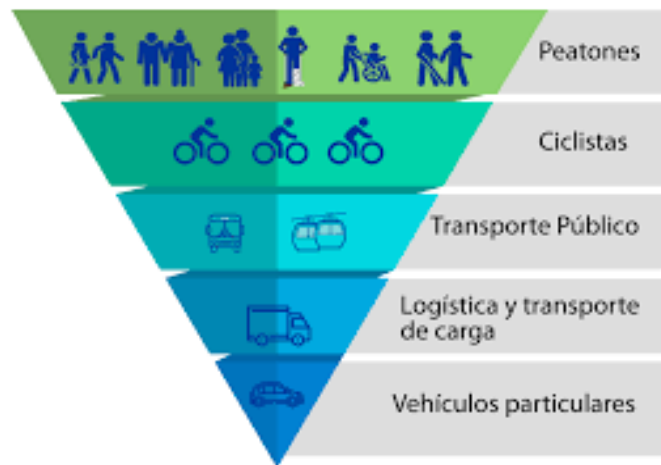 Peatones
Ciclistas
Transporte Público
Logística y transporte
de carga
Vehículos particulares